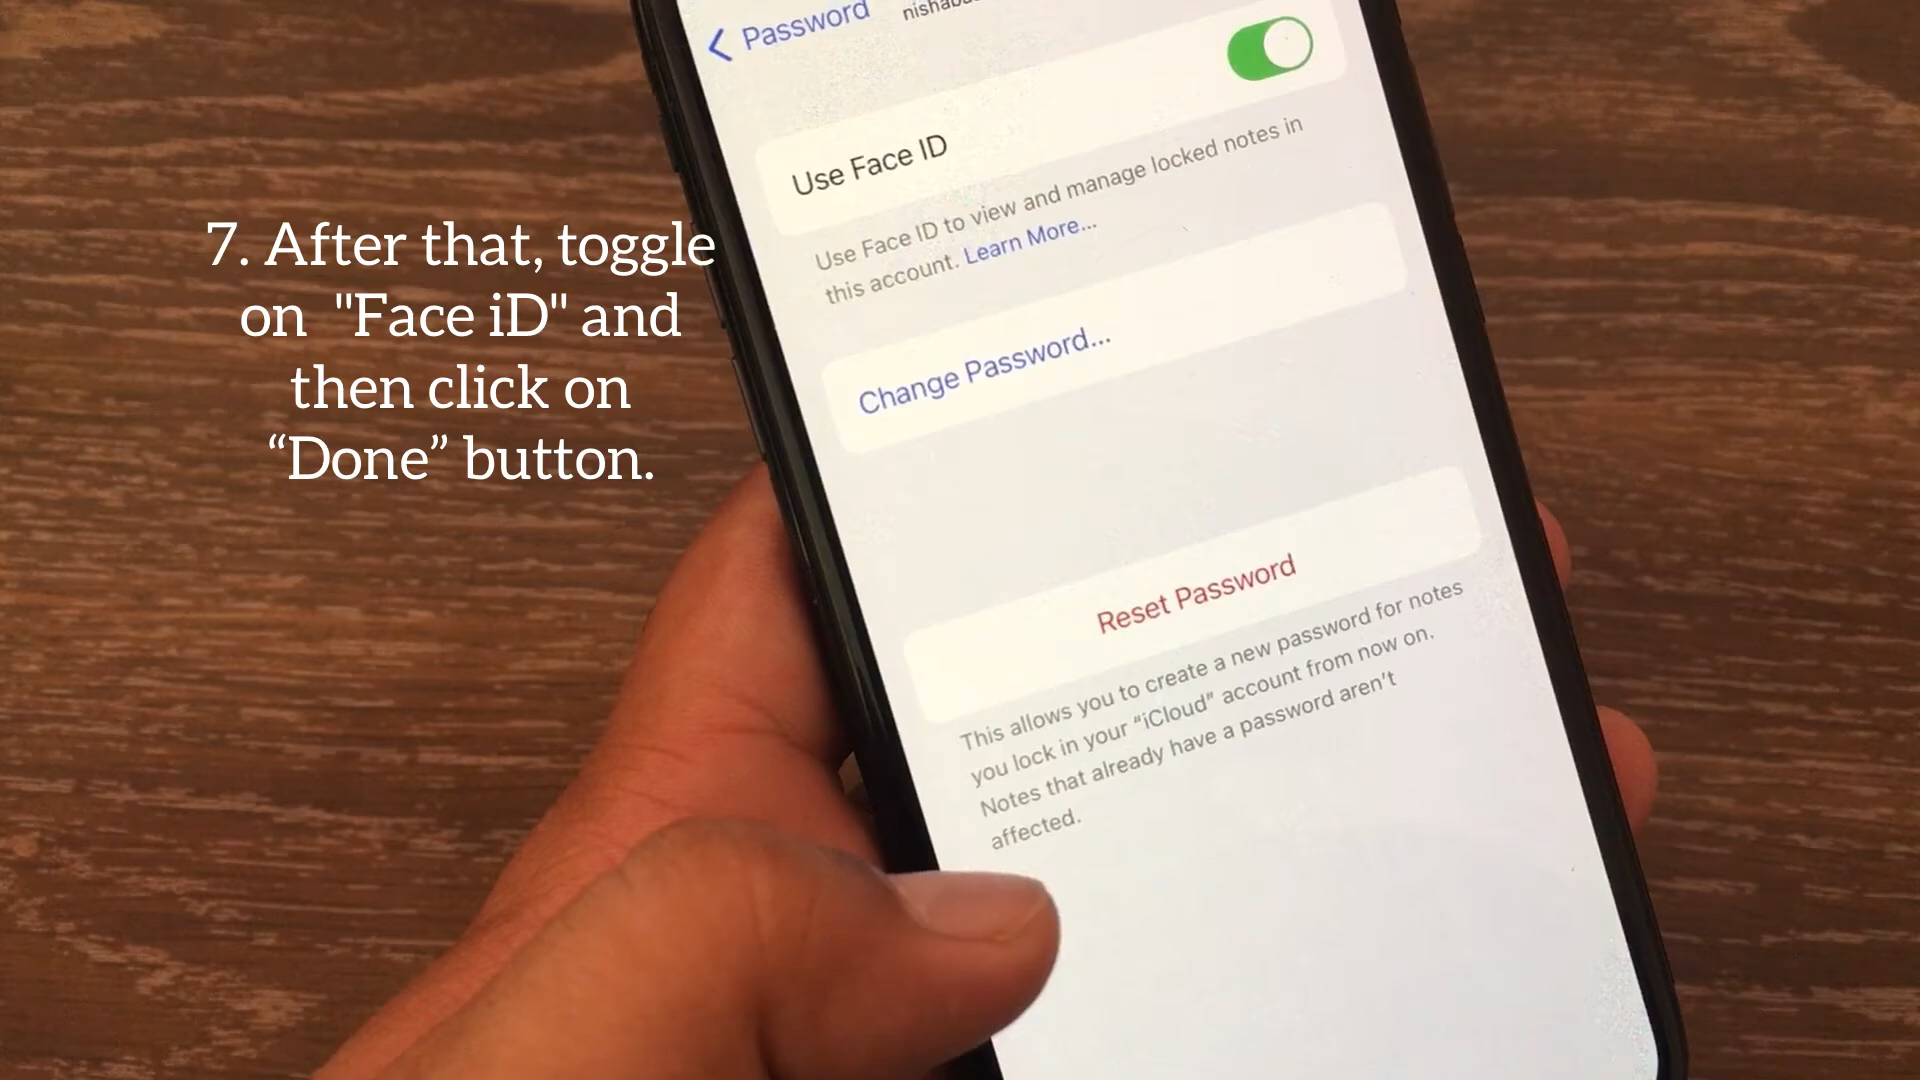 Password
Use Face ID
Use Face ID to view and manage locked notes in
this account. Learn More...
Change Password...
Reset Password
This allows you to create a new password for notes
you lock in your “iCloud” account from now on.
Notes that already have a password aren’t
affected.
7. After that, toggle
on "Face iD" and
then click on
“Done” button.